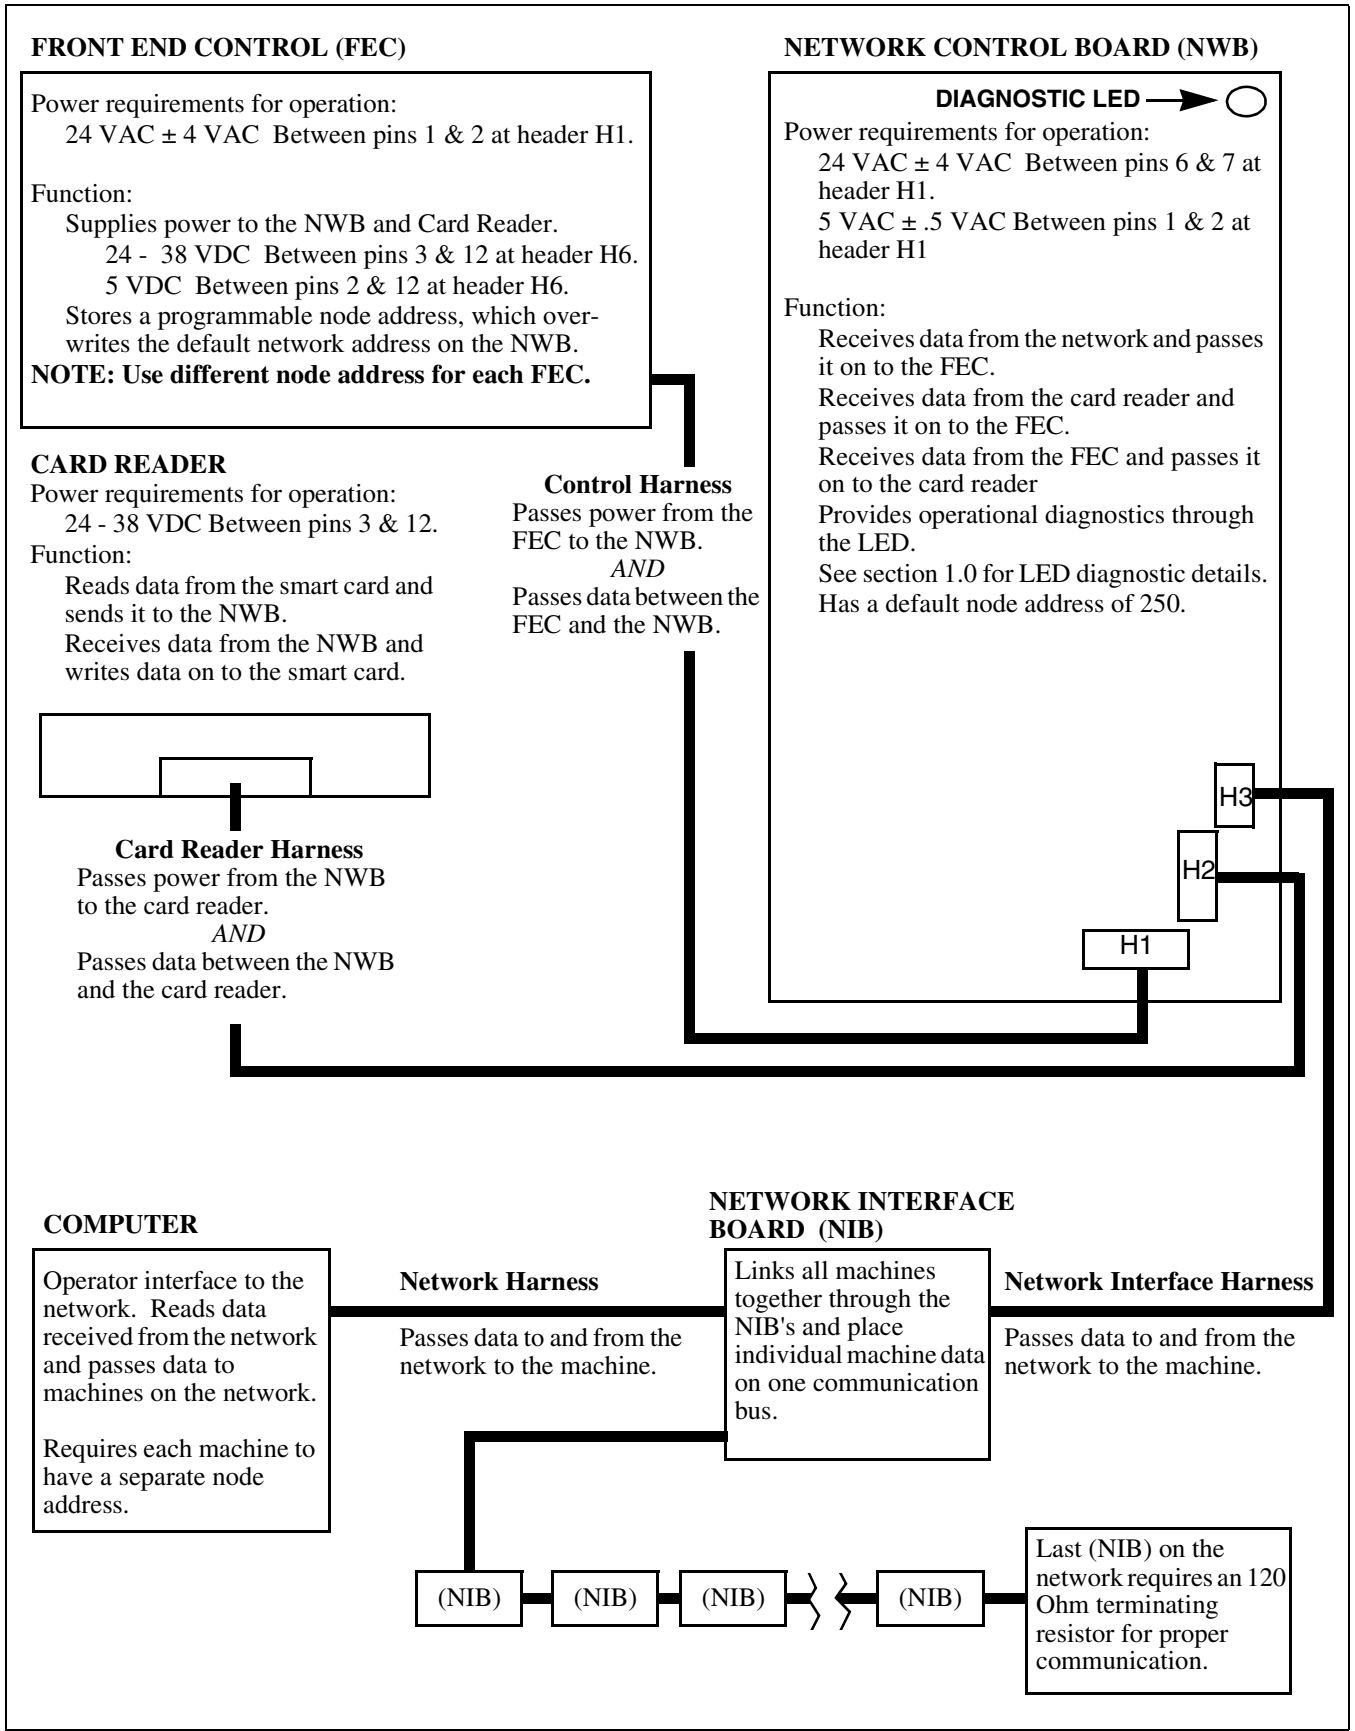 FRONT END CONTROL (FEC)
Power requirements for operation:
24 VAC ± 4 VAC  Between pins 1 & 2 at header H1.
Function:
Supplies power to the NWB and Card Reader.
24 -  38 VDC  Between pins 3 & 12 at header H6.
5 VDC  Between pins 2 & 12 at header H6.
Stores a programmable node address, which over-
writes the default network address on the NWB.
NOTE: Use different node address for each FEC.
CARD READER
Power requirements for operation:
24 - 38 VDC Between pins 3 & 12.
Function:
Reads data from the smart card and
sends it to the NWB.
Receives data from the NWB and
writes data on to the smart card.
Card Reader Harness
Passes power from the NWB
to the card reader.
AND
Passes data between the NWB
and the card reader.
Control Harness
Passes power from the
FEC to the NWB.
AND
Passes data between the
FEC and the NWB.
NETWORK CONTROL BOARD (NWB)
DIAGNOSTIC LED
Power requirements for operation:
24 VAC ± 4 VAC  Between pins 6 & 7 at
header H1.
5 VAC ± .5 VAC Between pins 1 & 2 at
header H1
Function:
Receives data from the network and passes
it on to the FEC.
Receives data from the card reader and
passes it on to the FEC.
Receives data from the FEC and passes it
on to the card reader
Provides operational diagnostics through
the LED.
See section 1.0 for LED diagnostic details.
Has a default node address of 250.
H3
H2
H1
COMPUTER
Operator interface to the
network.  Reads data
received from the network
and passes data to
machines on the network.
Requires each machine to
have a separate node
address.
Network Harness
Passes data to and from the
network to the machine.
NETWORK INTERFACE
BOARD  (NIB)
Links all machines
together through the
NIB's and place
individual machine data
on one communication
bus.
Network Interface Harness
Passes data to and from the
network to the machine.
(NIB)
(NIB)
(NIB)
(NIB)
Last (NIB) on the
network requires an 120
Ohm terminating
resistor for proper
communication.